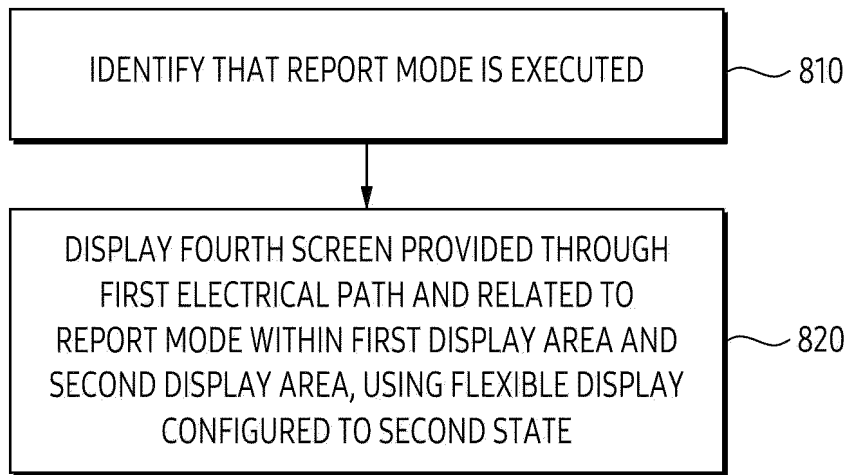 IDENTIFY THAT REPORT MODE IS EXECUTED
810
DISPLAY FOURTH SCREEN PROVIDED THROUGH
FIRST ELECTRICAL PATH AND RELATED TO
REPORT MODE WITHIN FIRST DISPLAY AREA AND
SECOND DISPLAY AREA, USING FLEXIBLE DISPLAY
CONFIGURED TO SECOND STATE
820